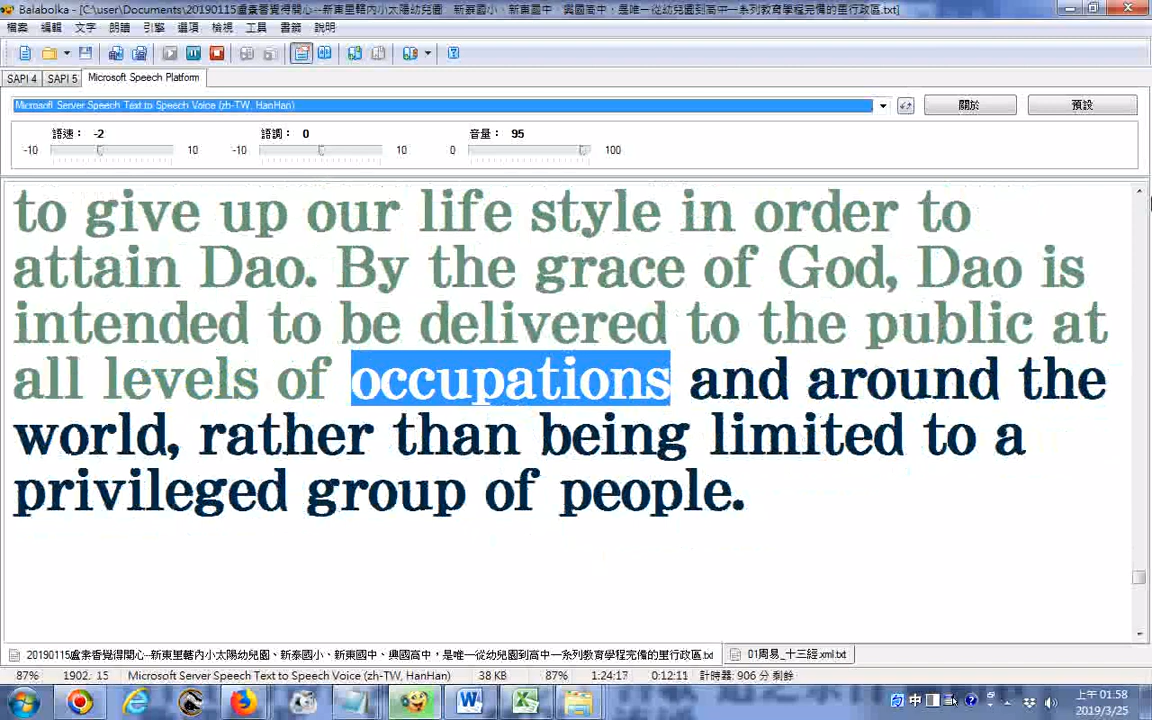 Balabolka - [C:\user\Documents\20190115盧素香覺得開心--新東里轄內小太陽幼兒園、新泰國小、新東國中、興國高中，是唯一從幼兒園到高中一系列教育學程完備的里行政區.txt]
檔案 編輯 文字 朗讀 引擎 選項 檢視 工具 書籤 說明
SAPI 4 SAPI 5 Microsoft Speech Platform
Microsoft Server Speech Text to Speech Voice (zh-TW, HanHan)
關於 預設
語速： -2 語調： 0 音量： 95
-10 10 -10 10 0 100
to give up our life style in order to
attain Dao. By the grace of God, Dao is
intended to be delivered to the public at
all levels of occupations and around the
world, rather than being limited to a
privileged group of people.
20190115盧素香覺得開心--新東里轄內小太陽幼兒園、新泰國小、新東國中、興國高中，是唯一從幼兒園到高中一系列教育學程完備的里行政區.txt 01周易_十三經.xml.txt
87% 1902: 15 Microsoft Server Speech Text to Speech Voice (zh-TW, HanHan) 38 KB 87% 1:24:17 0:12:11 計時器: 906 分 剩餘
中 上午 01:58
2019/3/25